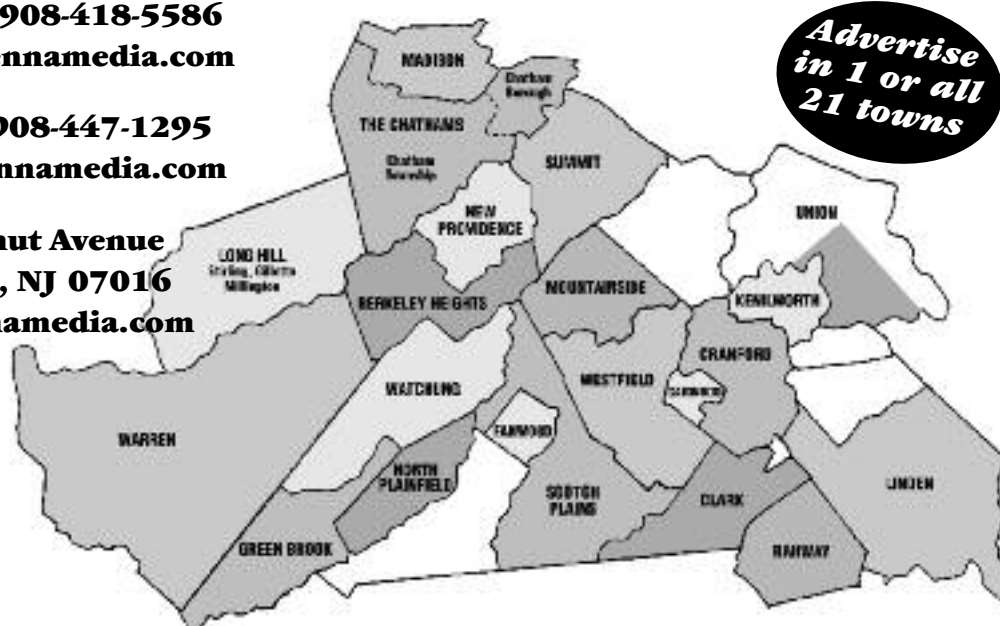 908-418-5586
ennamedia.com
908-447-1295
nnamedia.com
nut Avenue
, NJ 07016
namedia.com
Advertise
in 1 or all
21 towns
MADISON
Chatham
Borough
THE CHATHAMS
Chatham
Township
SUMMIT
NEW
PROVIDENCE
UNION
LONG HILL
Stirling, Gillette
Millington
BERKELEY HEIGHTS
MOUNTAINSIDE
KENILWORTH
CRANFORD
WATCHUNG
WESTFIELD
GARWOOD
WARREN
FANWOOD
NORTH
PLAINFIELD
SCOTCH
PLAINS
CLARK
LINDEN
GREEN BROOK
RAHWAY